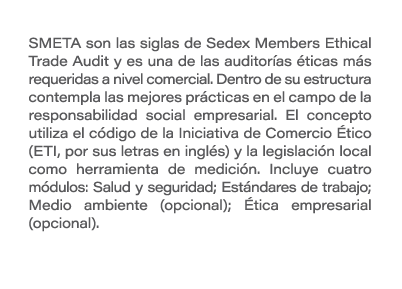 SMETA son las siglas de Sedex Members Ethical
Trade Audit y es una de las auditorías éticas más
requeridas a nivel comercial. Dentro de su estructura
contempla las mejores prácticas en el campo de la
responsabilidad social empresarial. El concepto
utiliza el código de la Iniciativa de Comercio Ético
(ETI, por sus letras en inglés) y la legislación local
como herramienta de medición. Incluye cuatro
módulos: Salud y seguridad; Estándares de trabajo;
Medio ambiente (opcional); Ética empresarial
(opcional).